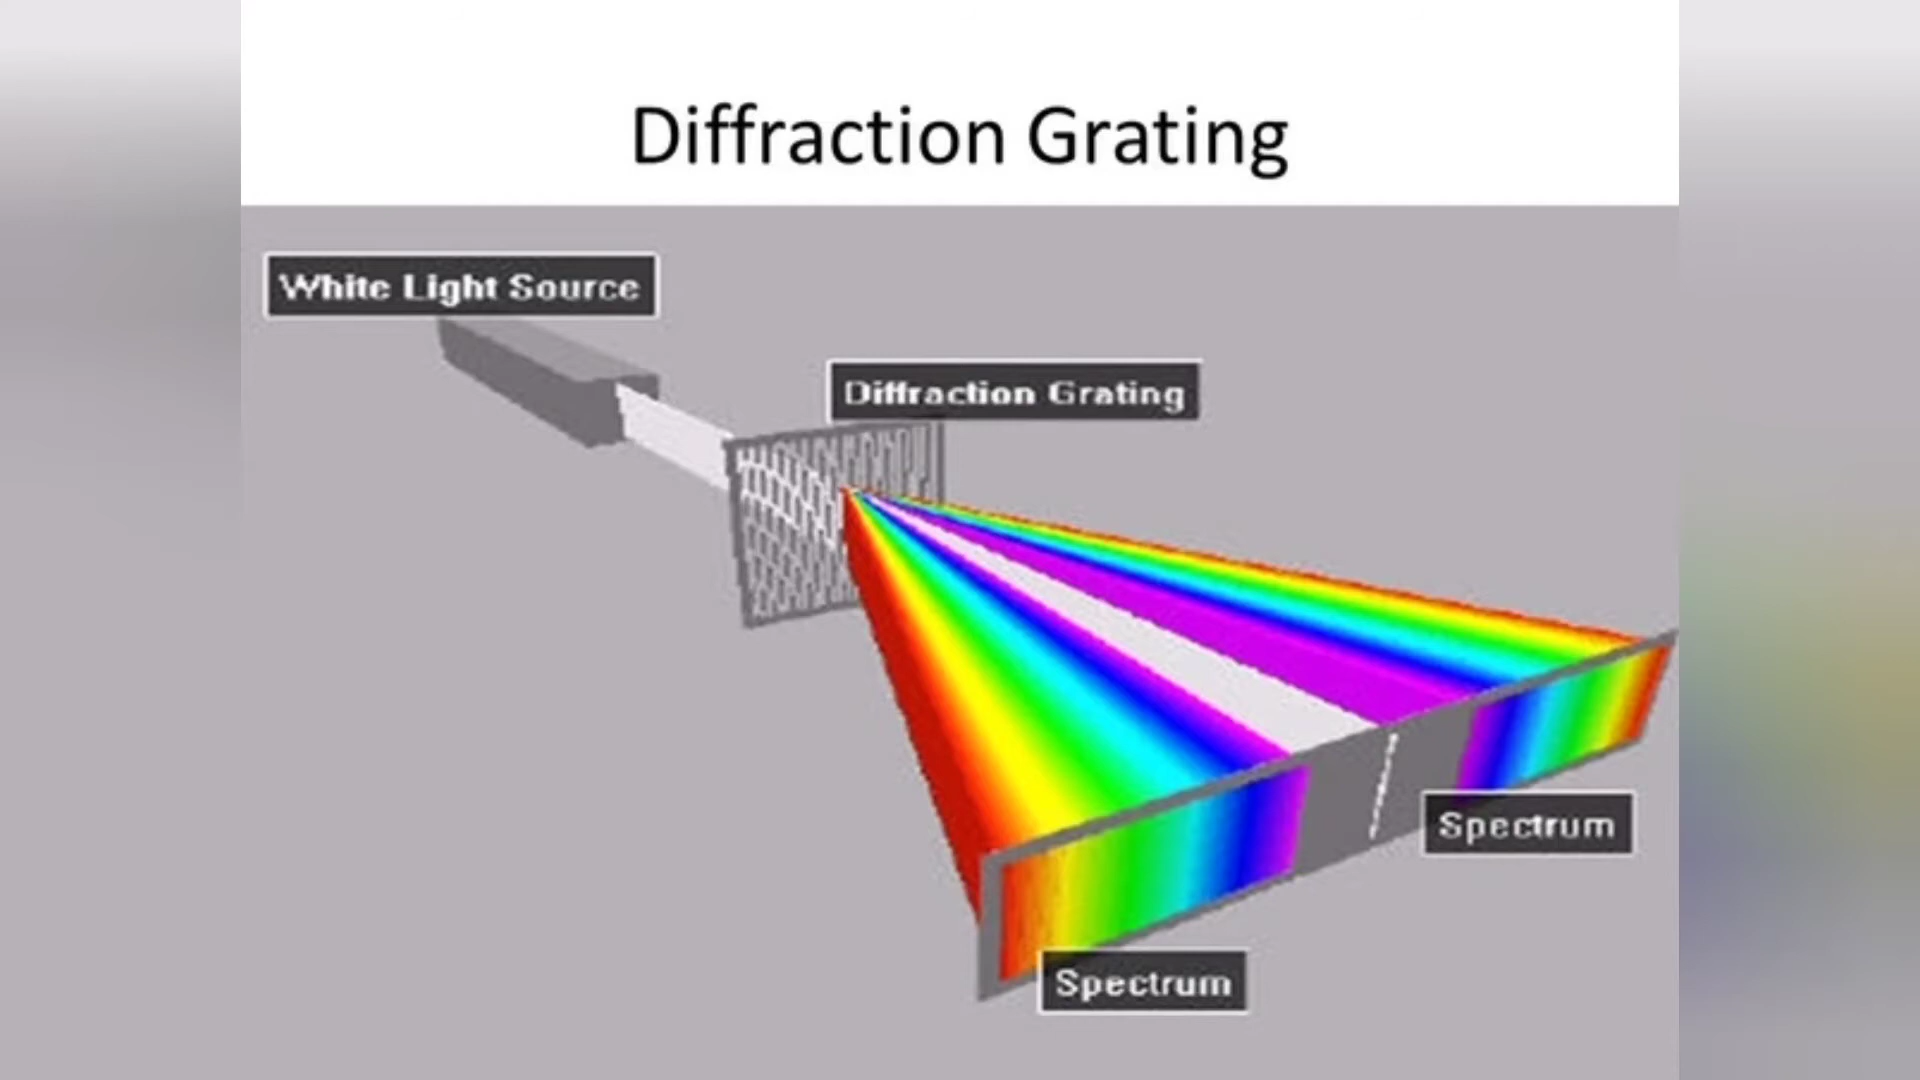 Diffraction Grating
White Light Source
Diffraction Grating
Spectrum
Spectrum